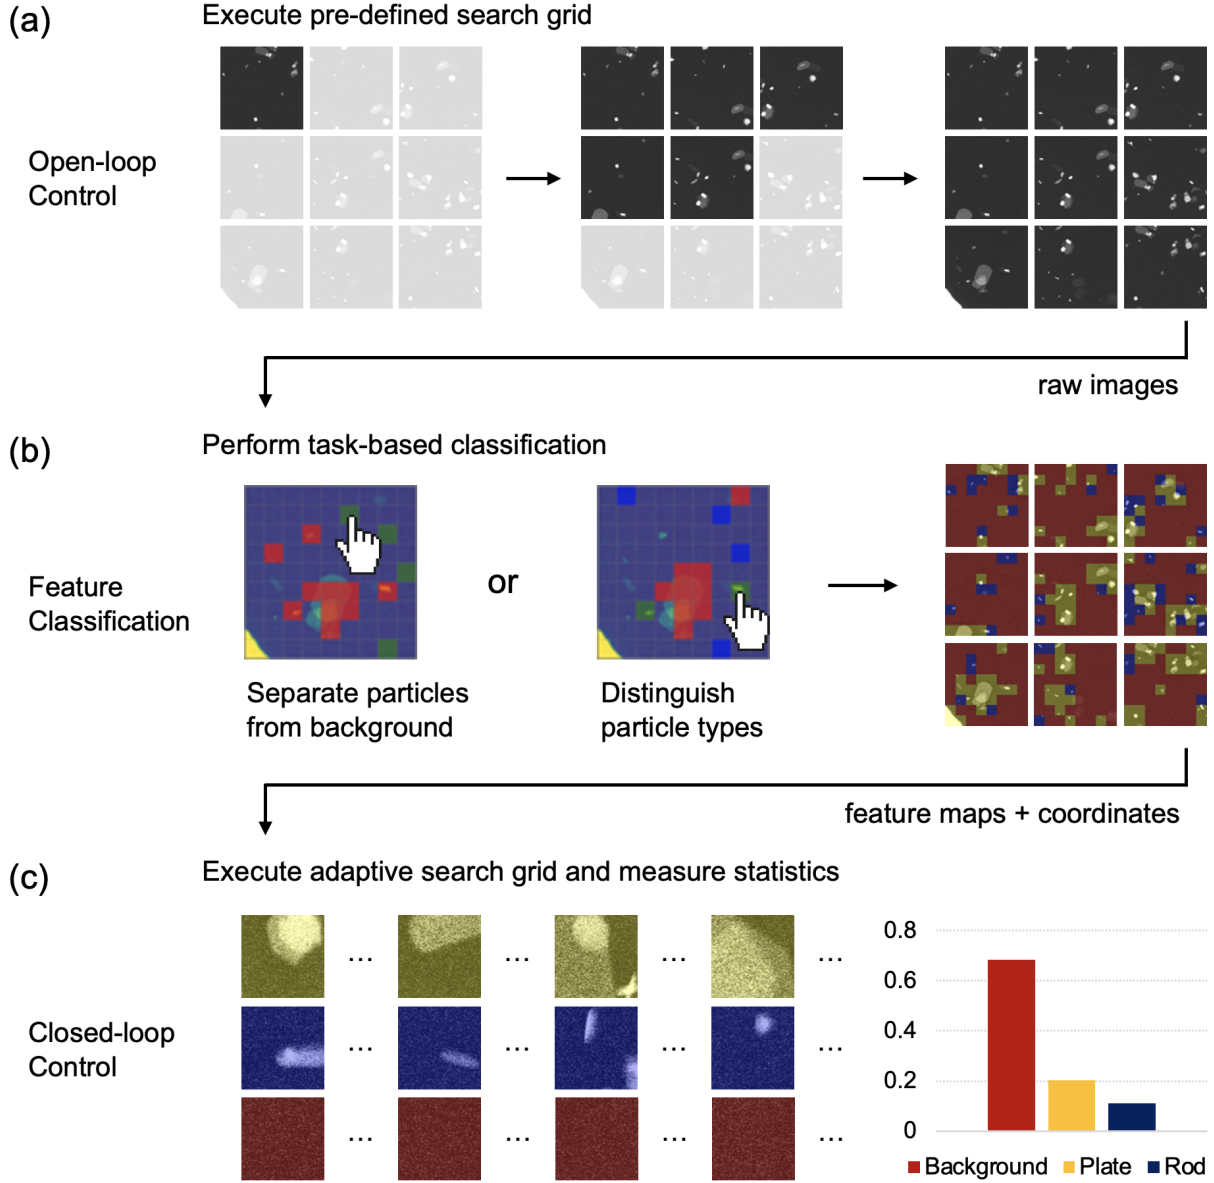 (a)
Execute pre-defined search grid
Open-loop
Control
raw images
(b)
Perform task-based classification
Feature
Classification
or
Separate particles
from background
Distinguish
particle types
feature maps + coordinates
(c)
Execute adaptive search grid and measure statistics
Closed-loop
Control
... ... ... ...
... ... ... ...
... ... ... ...
0.8
0.6
0.4
0.2
0
Background Plate Rod